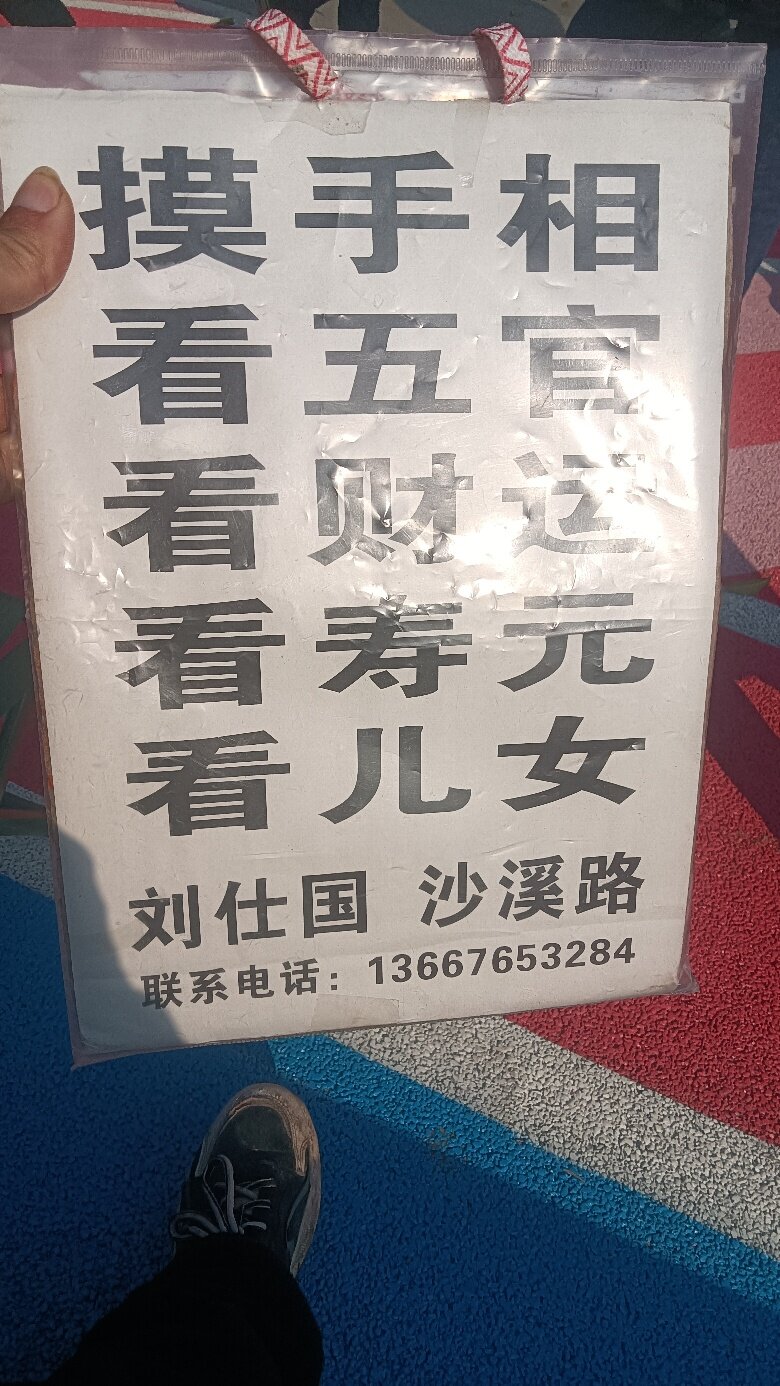 摸手相
看五官
看财运
看寿元
看儿女
刘仕国 沙溪路
联系电话：13667653284